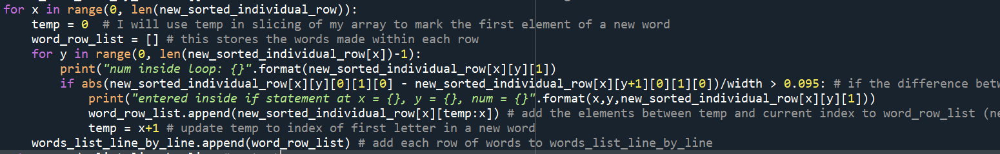 for x in range(0, len(new_sorted_individual_row)):
    temp = 0  # I will use temp in slicing of my array to mark the first element of a new word
    word_row_list = [] # this stores the words made within each row
    for y in range(0, len(new_sorted_individual_row[x])-1):
        print("num inside loop: {}".format(new_sorted_individual_row[x][y][1])
        if abs(new_sorted_individual_row[x][y][0][1][0] - new_sorted_individual_row[x][y+1][0][1][0])/width > 0.095: # if the difference betw
            print("entered inside if statement at x = {}, y = {}, num = {}".format(x,y,new_sorted_individual_row[x][y][1]))
            word_row_list.append(new_sorted_individual_row[x][temp:x]) # add the elements between temp and current index to word_row_list (ne
            temp = x+1 # update temp to index of first letter in a new word
    words_list_line_by_line.append(word_row_list) # add each row of words to words_list_line_by_line